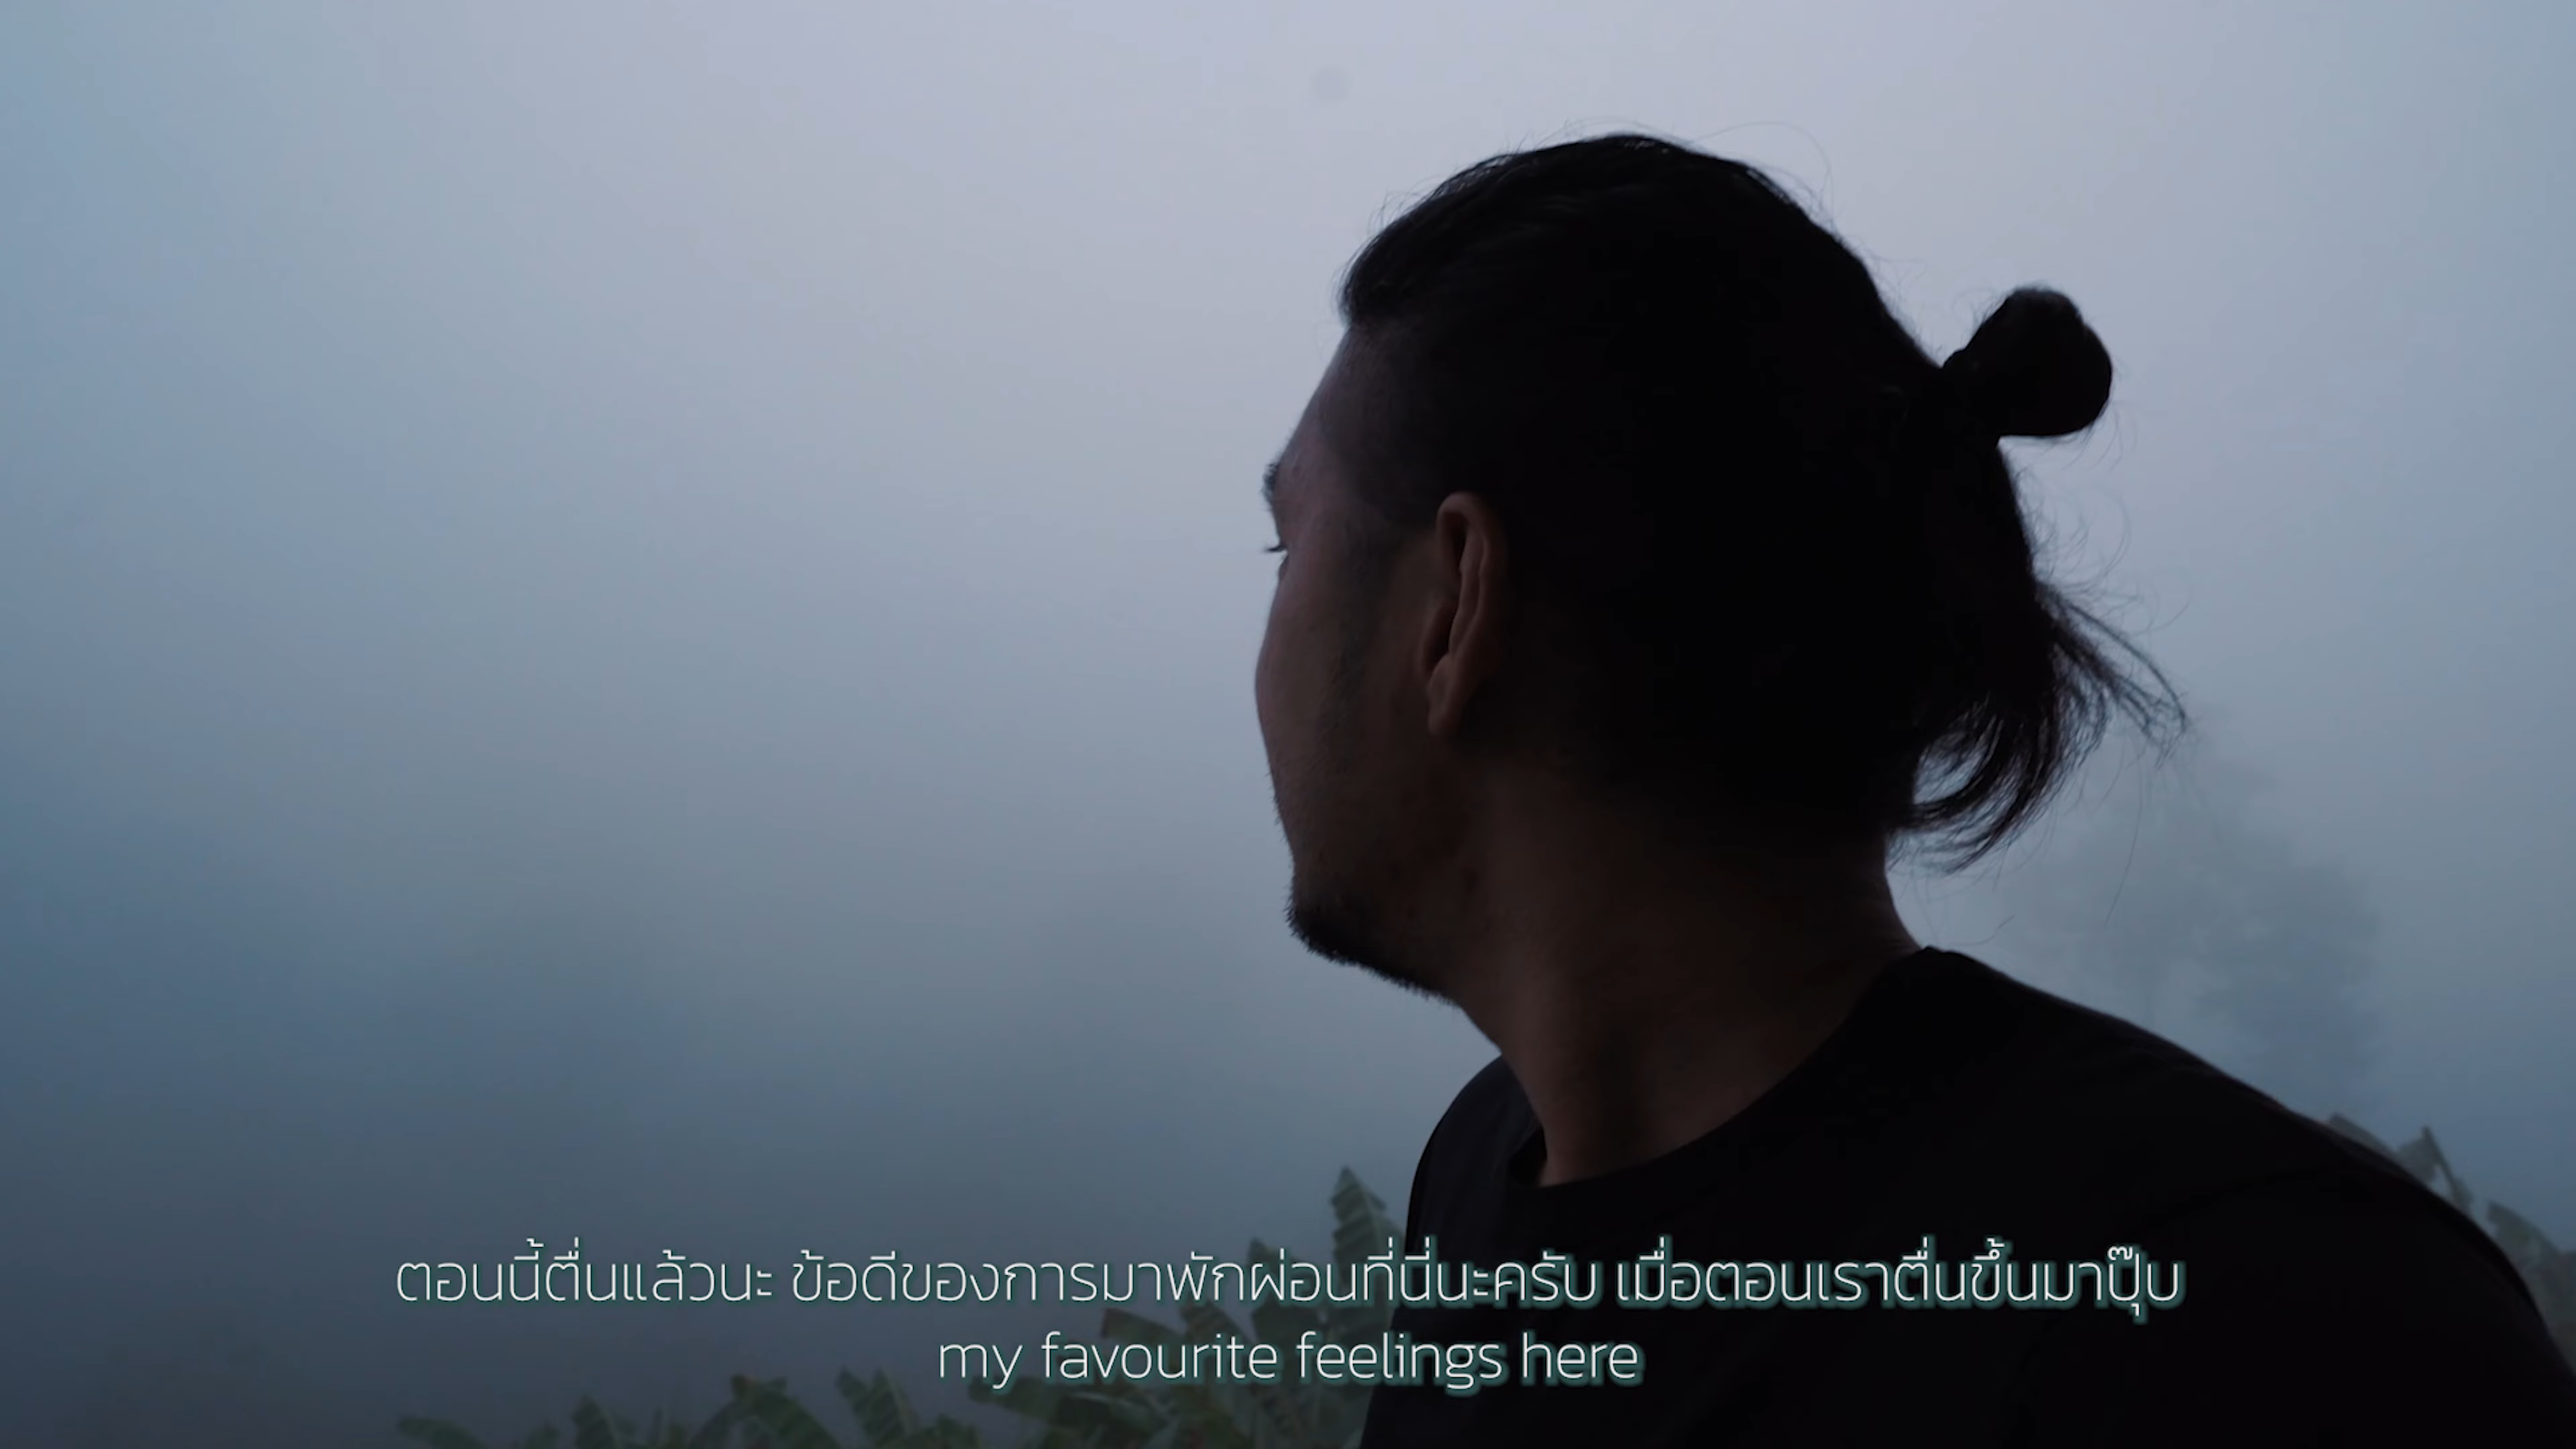 ตอนนี้ตื่นแล้วนะ ข้อดีของการมาพักผ่อนที่นี่นะครับ เมื่อตอนเราตื่นขึ้นมาปุ๊บ
my favourite feelings here